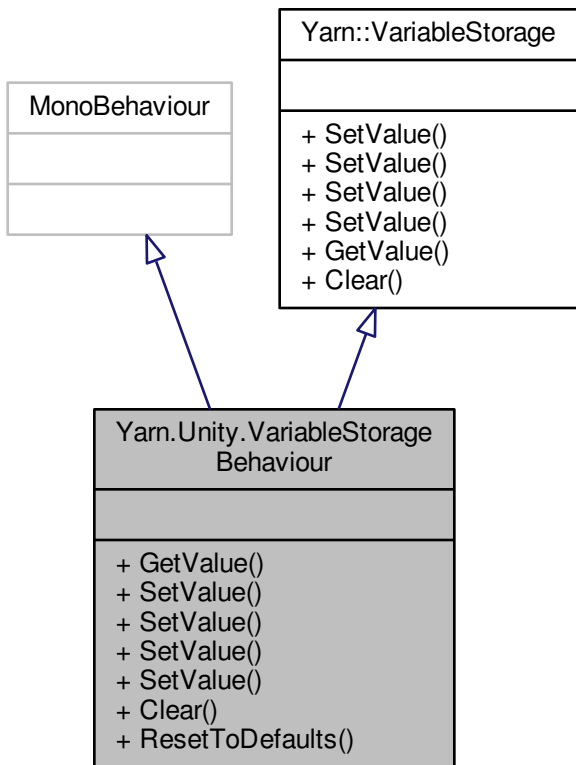 Yarn::VariableStorage
MonoBehaviour
+ SetValue()
+ SetValue()
+ SetValue()
+ SetValue()
+ GetValue()
+ Clear()
Yarn.Unity.VariableStorage
Behaviour
+ GetValue()
+ SetValue()
+ SetValue()
+ SetValue()
+ SetValue()
+ Clear()
+ ResetToDefaults()